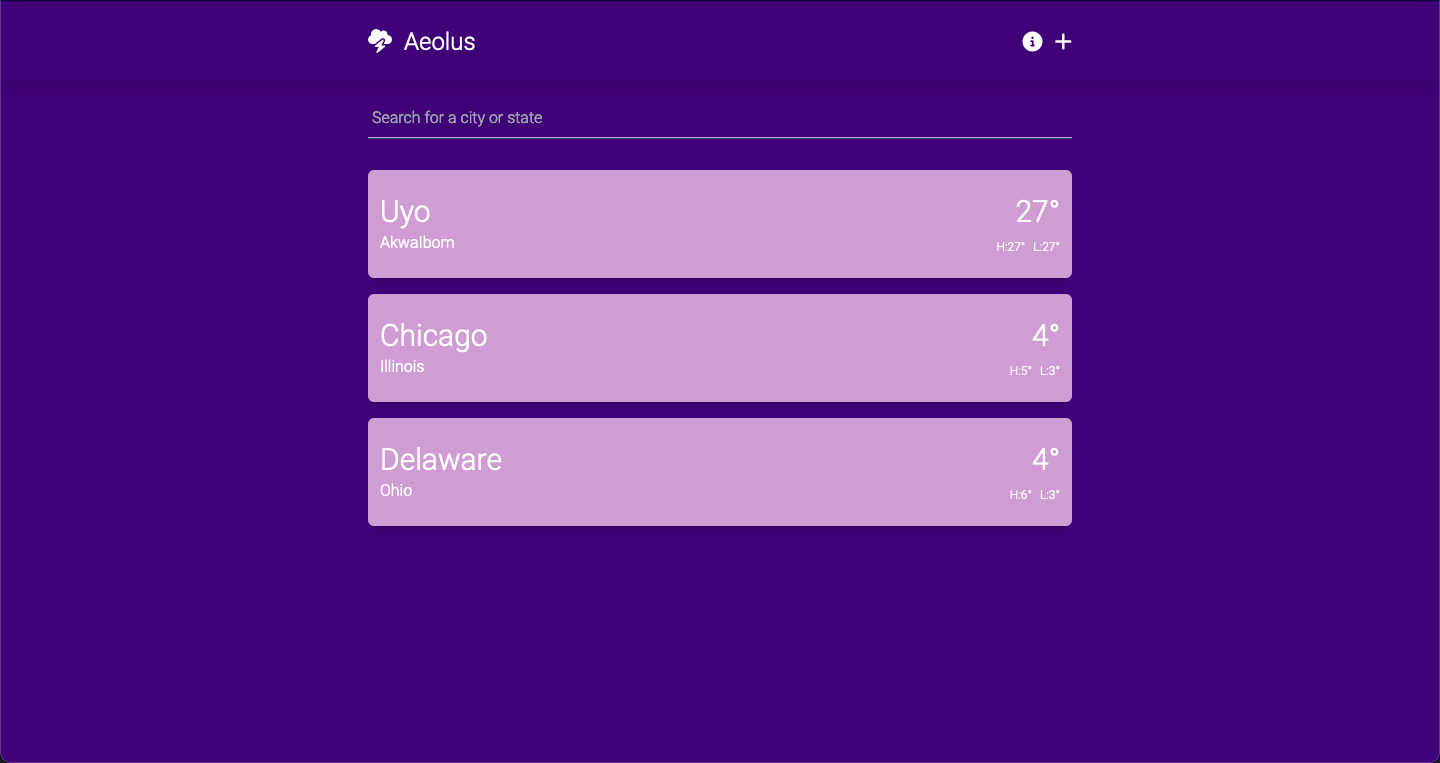 Aeolus
Search for a city or state
Uyo 27°
AkwaIbom H:27° L:27°
Chicago 4°
Illinois H:5° L:3°
Delaware 4°
Ohio H:6° L:3°